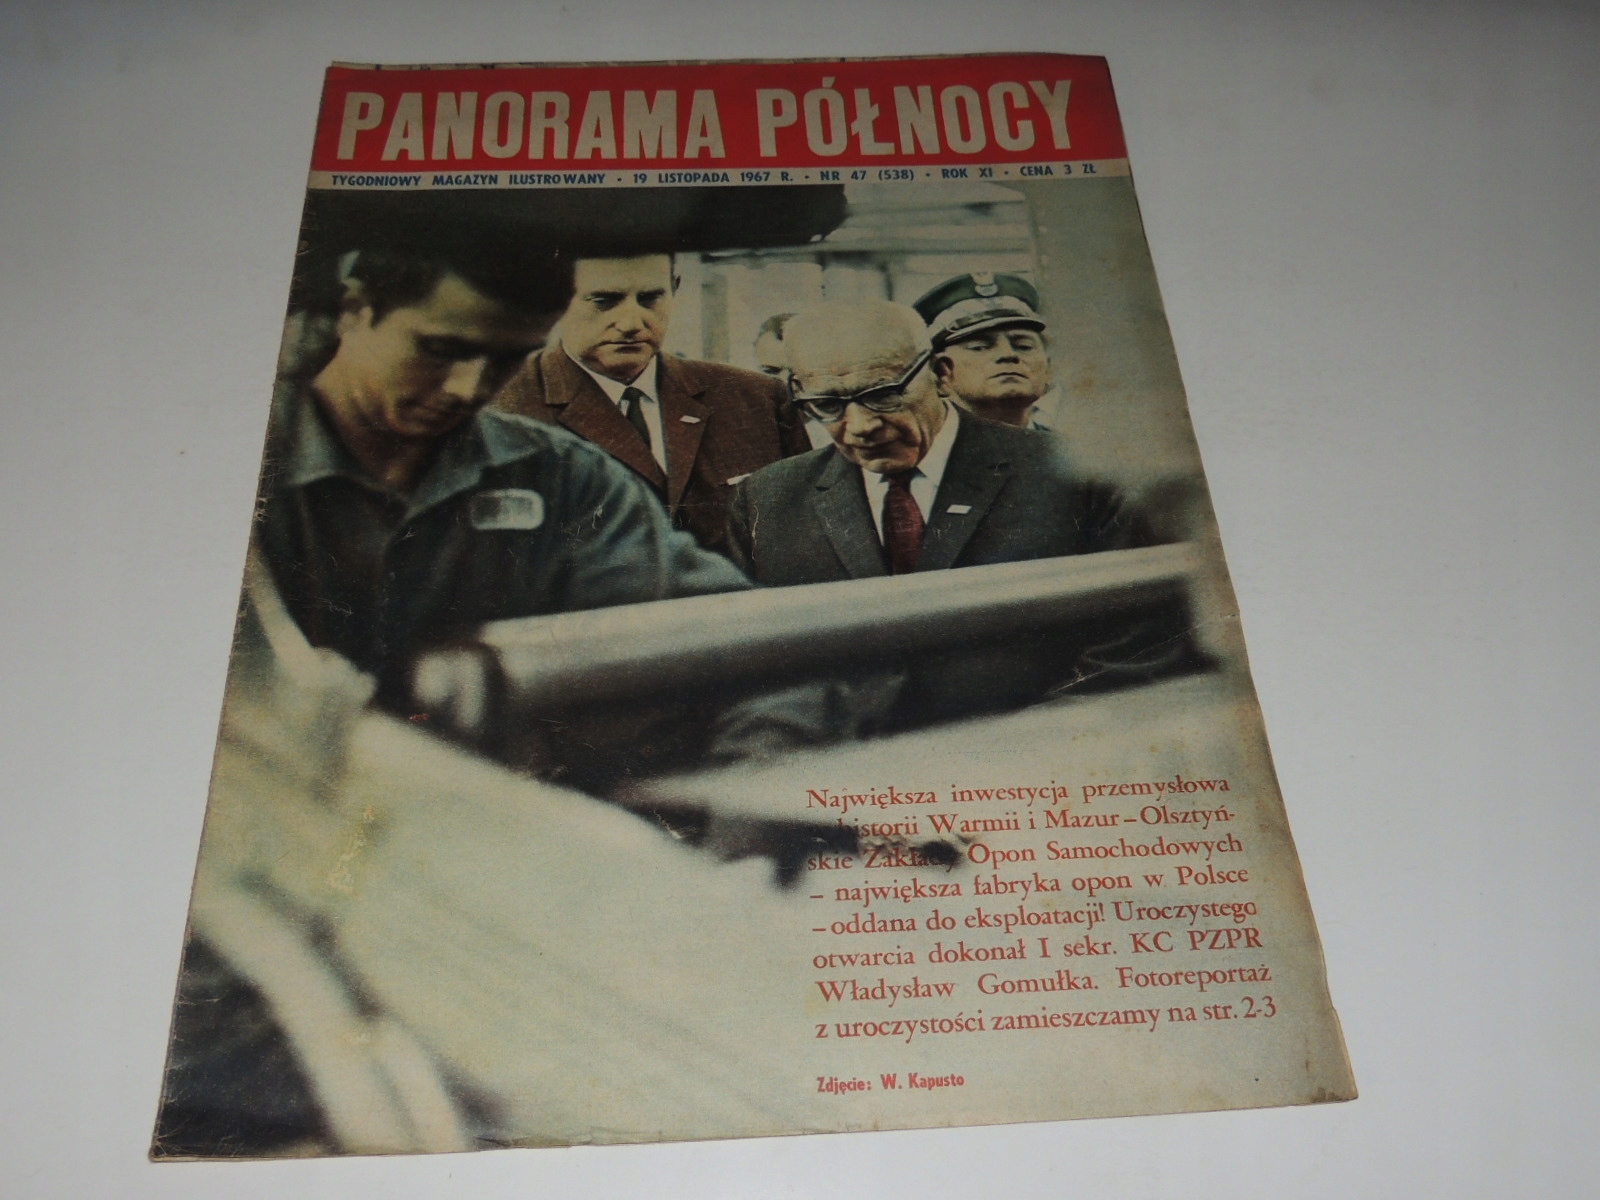 PANORAMA PÓŁNOCY
TYGODNIOWY MAGAZYN ILUSTROWANY • 19 LISTOPADA 1967 R. • NR 47 (538) • ROK XI • CENA 3 ZŁ
Największa inwestycja przemysłowa
historii Warmii i Mazur – Olsztyń-
skie Zakłady Opon Samochodowych
– największa fabryka opon w Polsce
– oddana do eksploatacji! Uroczystego
otwarcia dokonał I sekr. KC PZPR
Władysław Gomułka. Fotoreportaż
z uroczystości zamieszczamy na str. 2-3
Zdjęcie: W. Kapusto